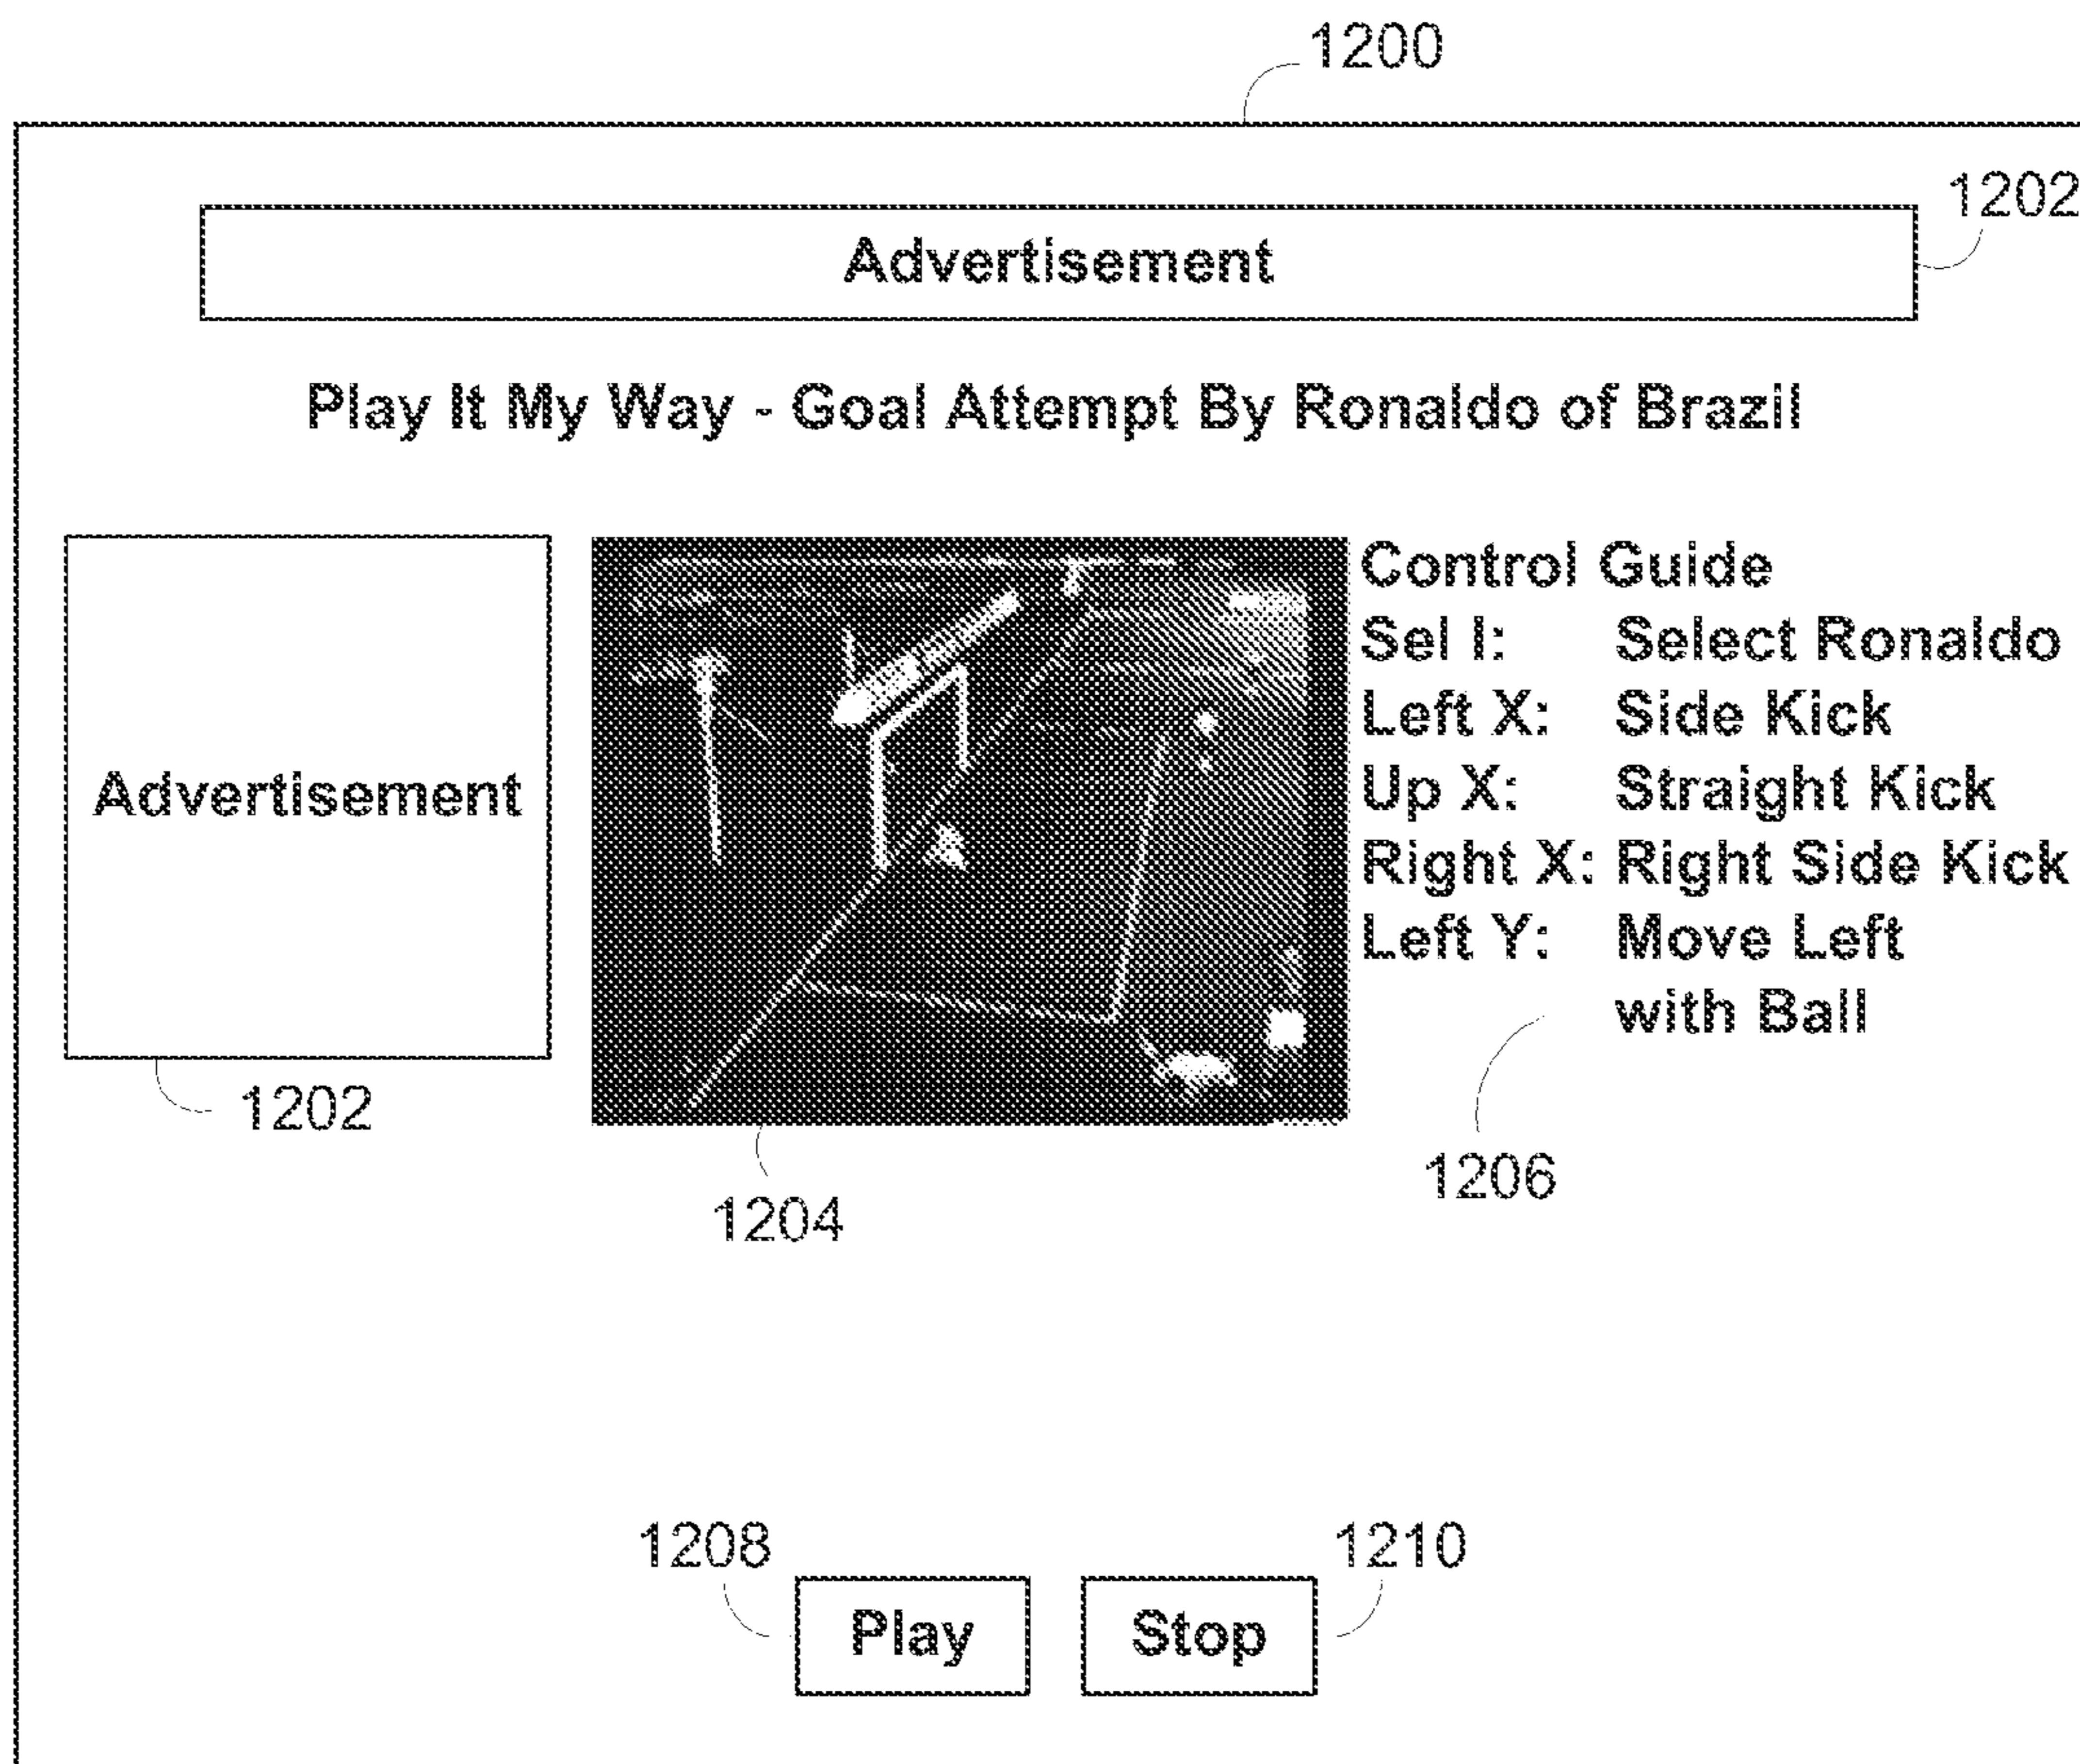 1200
1202
Advertisement
Play It My Way - Goal Attempt By Ronaldo of Brazil
Advertisement
1202
1204
Control Guide
Sel I: Select Ronaldo
Left X: Side Kick
Up X: Straight Kick
Right X: Right Side Kick
Left Y: Move Left
with Ball
1206
1208
1210
Play
Stop